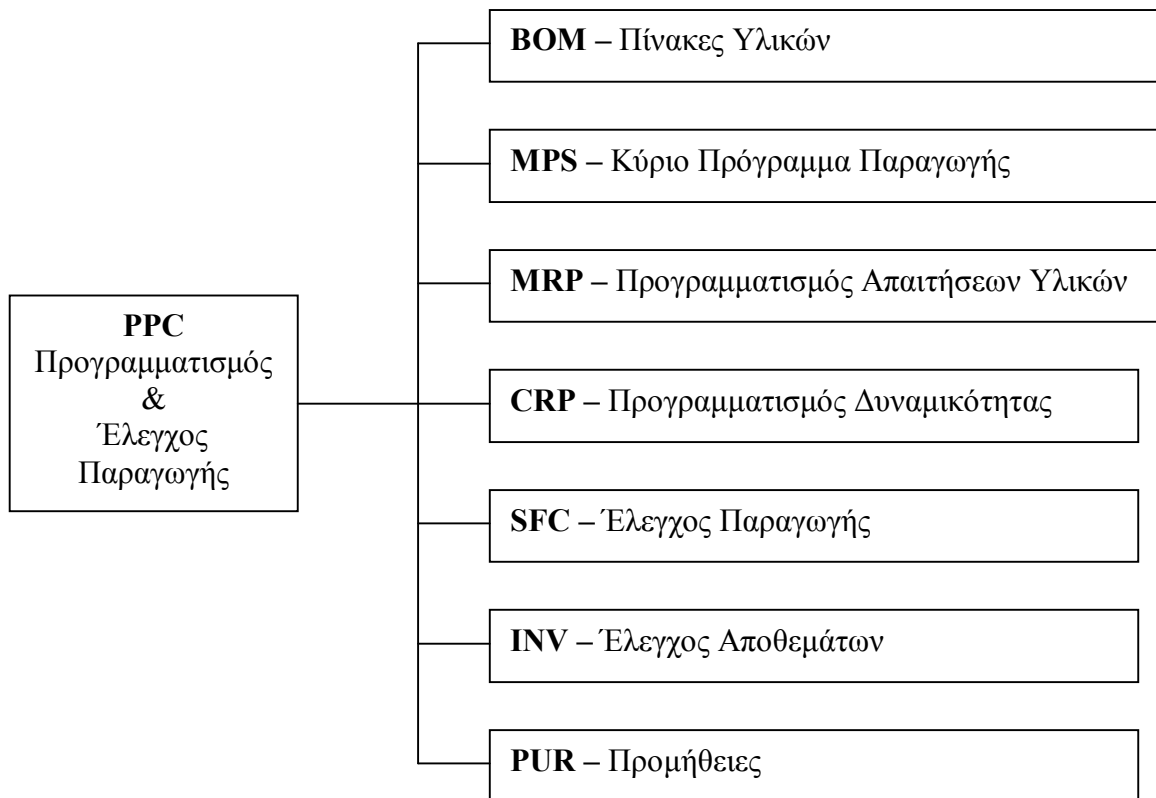 BOM – Πίνακες Υλικών
MPS – Κύριο Πρόγραμμα Παραγωγής
MRP – Προγραμματισμός Απαιτήσεων Υλικών
PPC
Προγραμματισμός
&
Έλεγχος
Παραγωγής
CRP – Προγραμματισμός Δυναμικότητας
SFC – Έλεγχος Παραγωγής
INV – Έλεγχος Αποθεμάτων
PUR – Προμήθειες